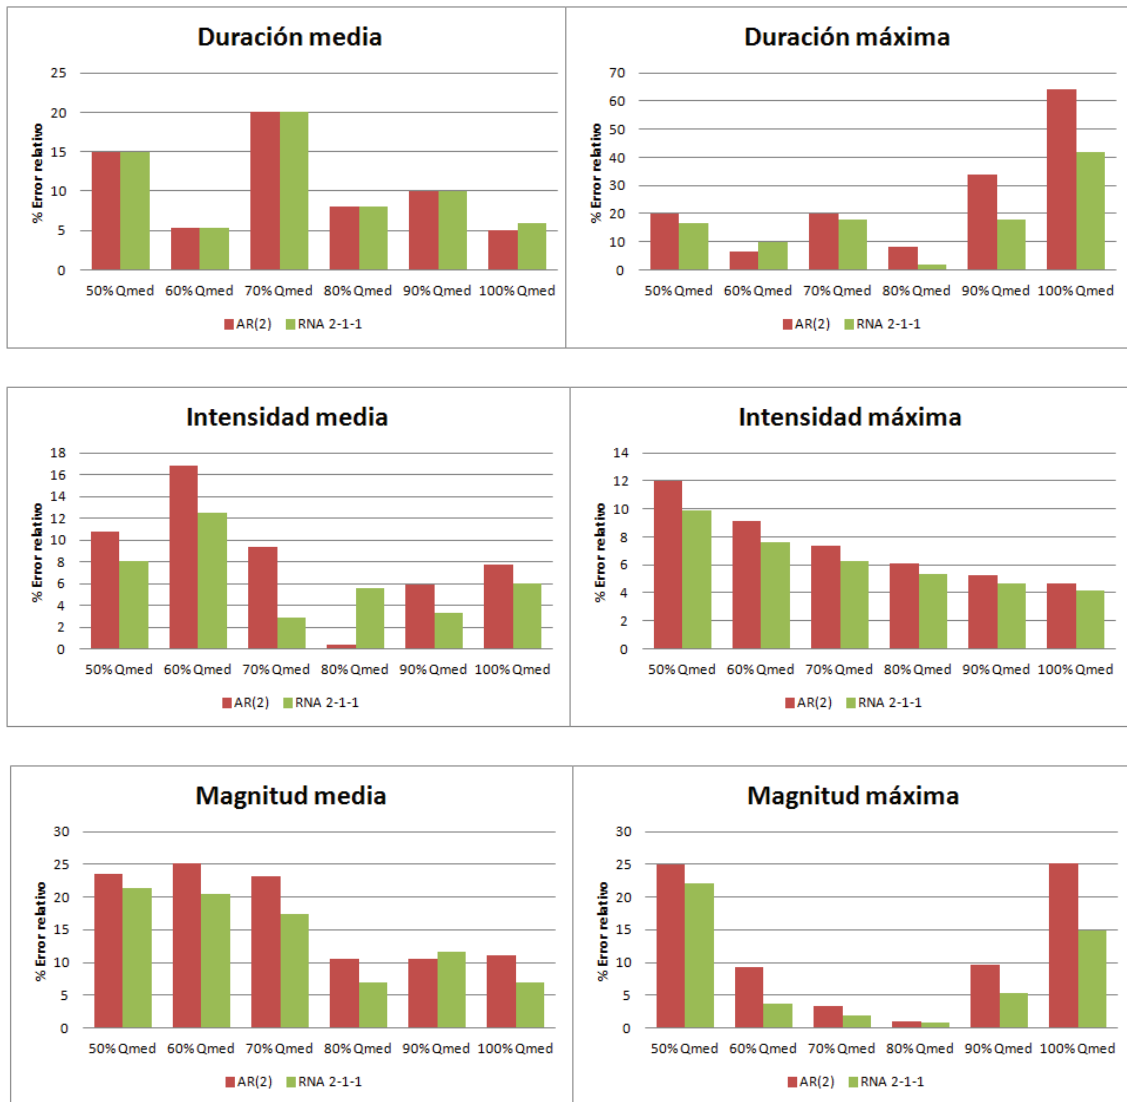 Duración media
% Error relativo
25
20
15
10
5
0
50% Qmed 60% Qmed 70% Qmed 80% Qmed 90% Qmed 100% Qmed
AR(2) RNA 2-1-1
Duración máxima
% Error relativo
70
60
50
40
30
20
10
0
50% Qmed 60% Qmed 70% Qmed 80% Qmed 90% Qmed 100% Qmed
AR(2) RNA 2-1-1
Intensidad media
% Error relativo
18
16
14
12
10
8
6
4
2
0
50% Qmed 60% Qmed 70% Qmed 80% Qmed 90% Qmed 100% Qmed
AR(2) RNA 2-1-1
Intensidad máxima
% Error relativo
14
12
10
8
6
4
2
0
50% Qmed 60% Qmed 70% Qmed 80% Qmed 90% Qmed 100% Qmed
AR(2) RNA 2-1-1
Magnitud media
% Error relativo
30
25
20
15
10
5
0
50% Qmed 60% Qmed 70% Qmed 80% Qmed 90% Qmed 100% Qmed
AR(2) RNA 2-1-1
Magnitud máxima
% Error relativo
30
25
20
15
10
5
0
50% Qmed 60% Qmed 70% Qmed 80% Qmed 90% Qmed 100% Qmed
AR(2) RNA 2-1-1